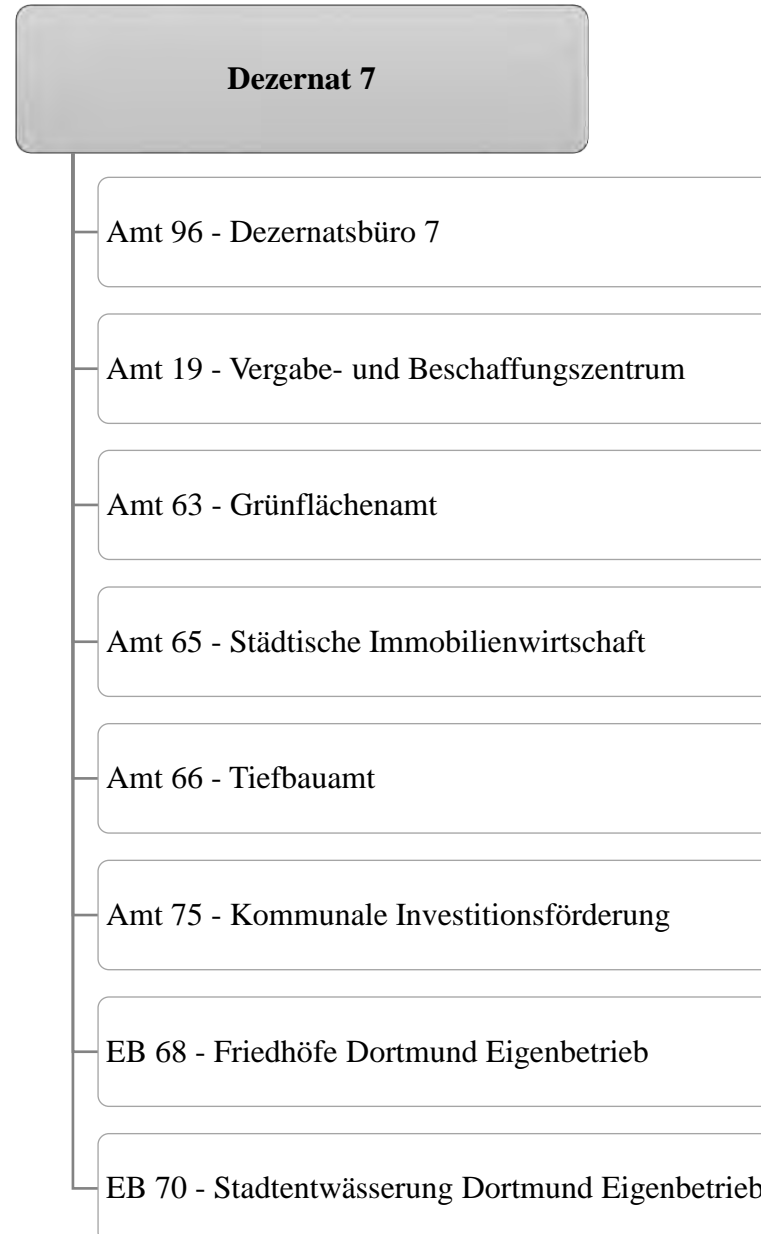 Dezernat 7
Amt 96 - Dezernatsbüro 7
Amt 19 - Vergabe- und Beschaffungszentrum
Amt 63 - Grünflächenamt
Amt 65 - Städtische Immobilienwirtschaft
Amt 66 - Tiefbauamt
Amt 75 - Kommunale Investitionsförderung
EB 68 - Friedhöfe Dortmund Eigenbetrieb
EB 70 - Stadtentwässerung Dortmund Eigenbetrieb